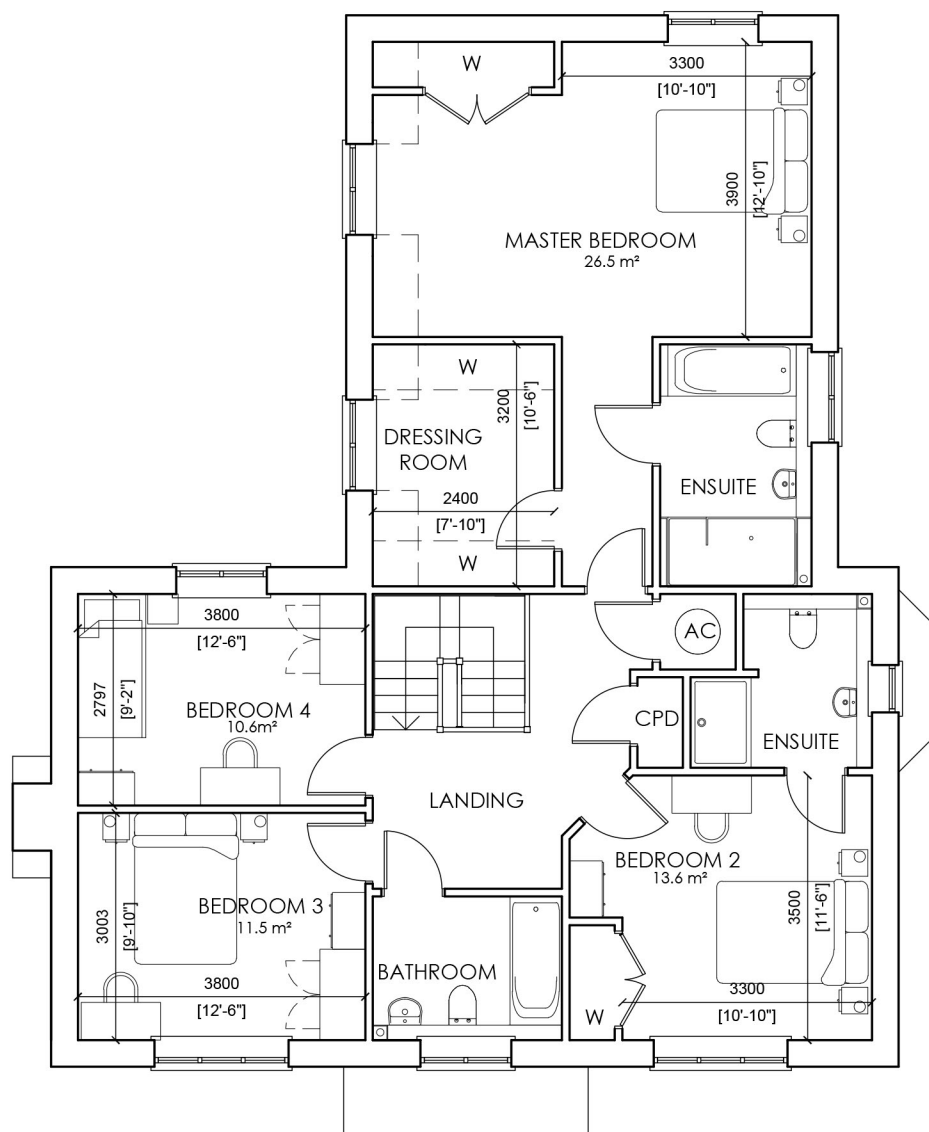 W
3300
[10'-10"]
3900
[12'-10"]
MASTER BEDROOM
26.5 m²
W
3200
[10'-6"]
DRESSING
ROOM
2400
[7'-10"]
W
ENSUITE
3800
[12'-6"]
2797
[9'-2"]
BEDROOM 4
10.6m²
AC
CPD
ENSUITE
LANDING
BEDROOM 2
13.6 m²
3500
[11'-6"]
3300
[10'-10"]
W
BEDROOM 3
11.5 m²
3003
[9'-10"]
3800
[12'-6"]
BATHROOM